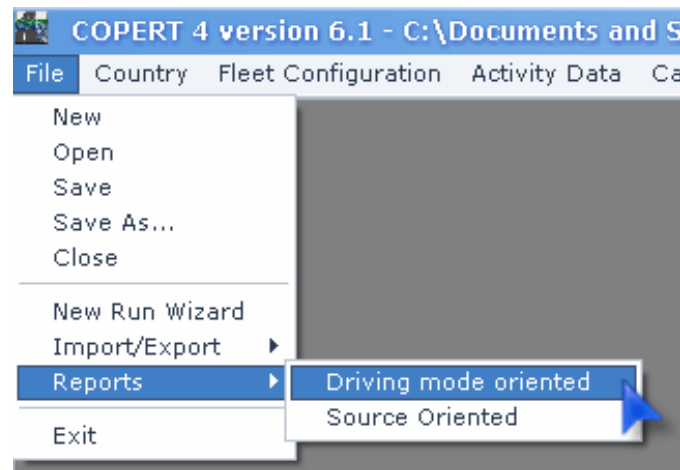 COPERT 4 version 6.1 - C:\Documents and S
File Country Fleet Configuration Activity Data Ca
New
Open
Save
Save As...
Close
New Run Wizard
Import/Export
Reports
Driving mode oriented
Source Oriented
Exit